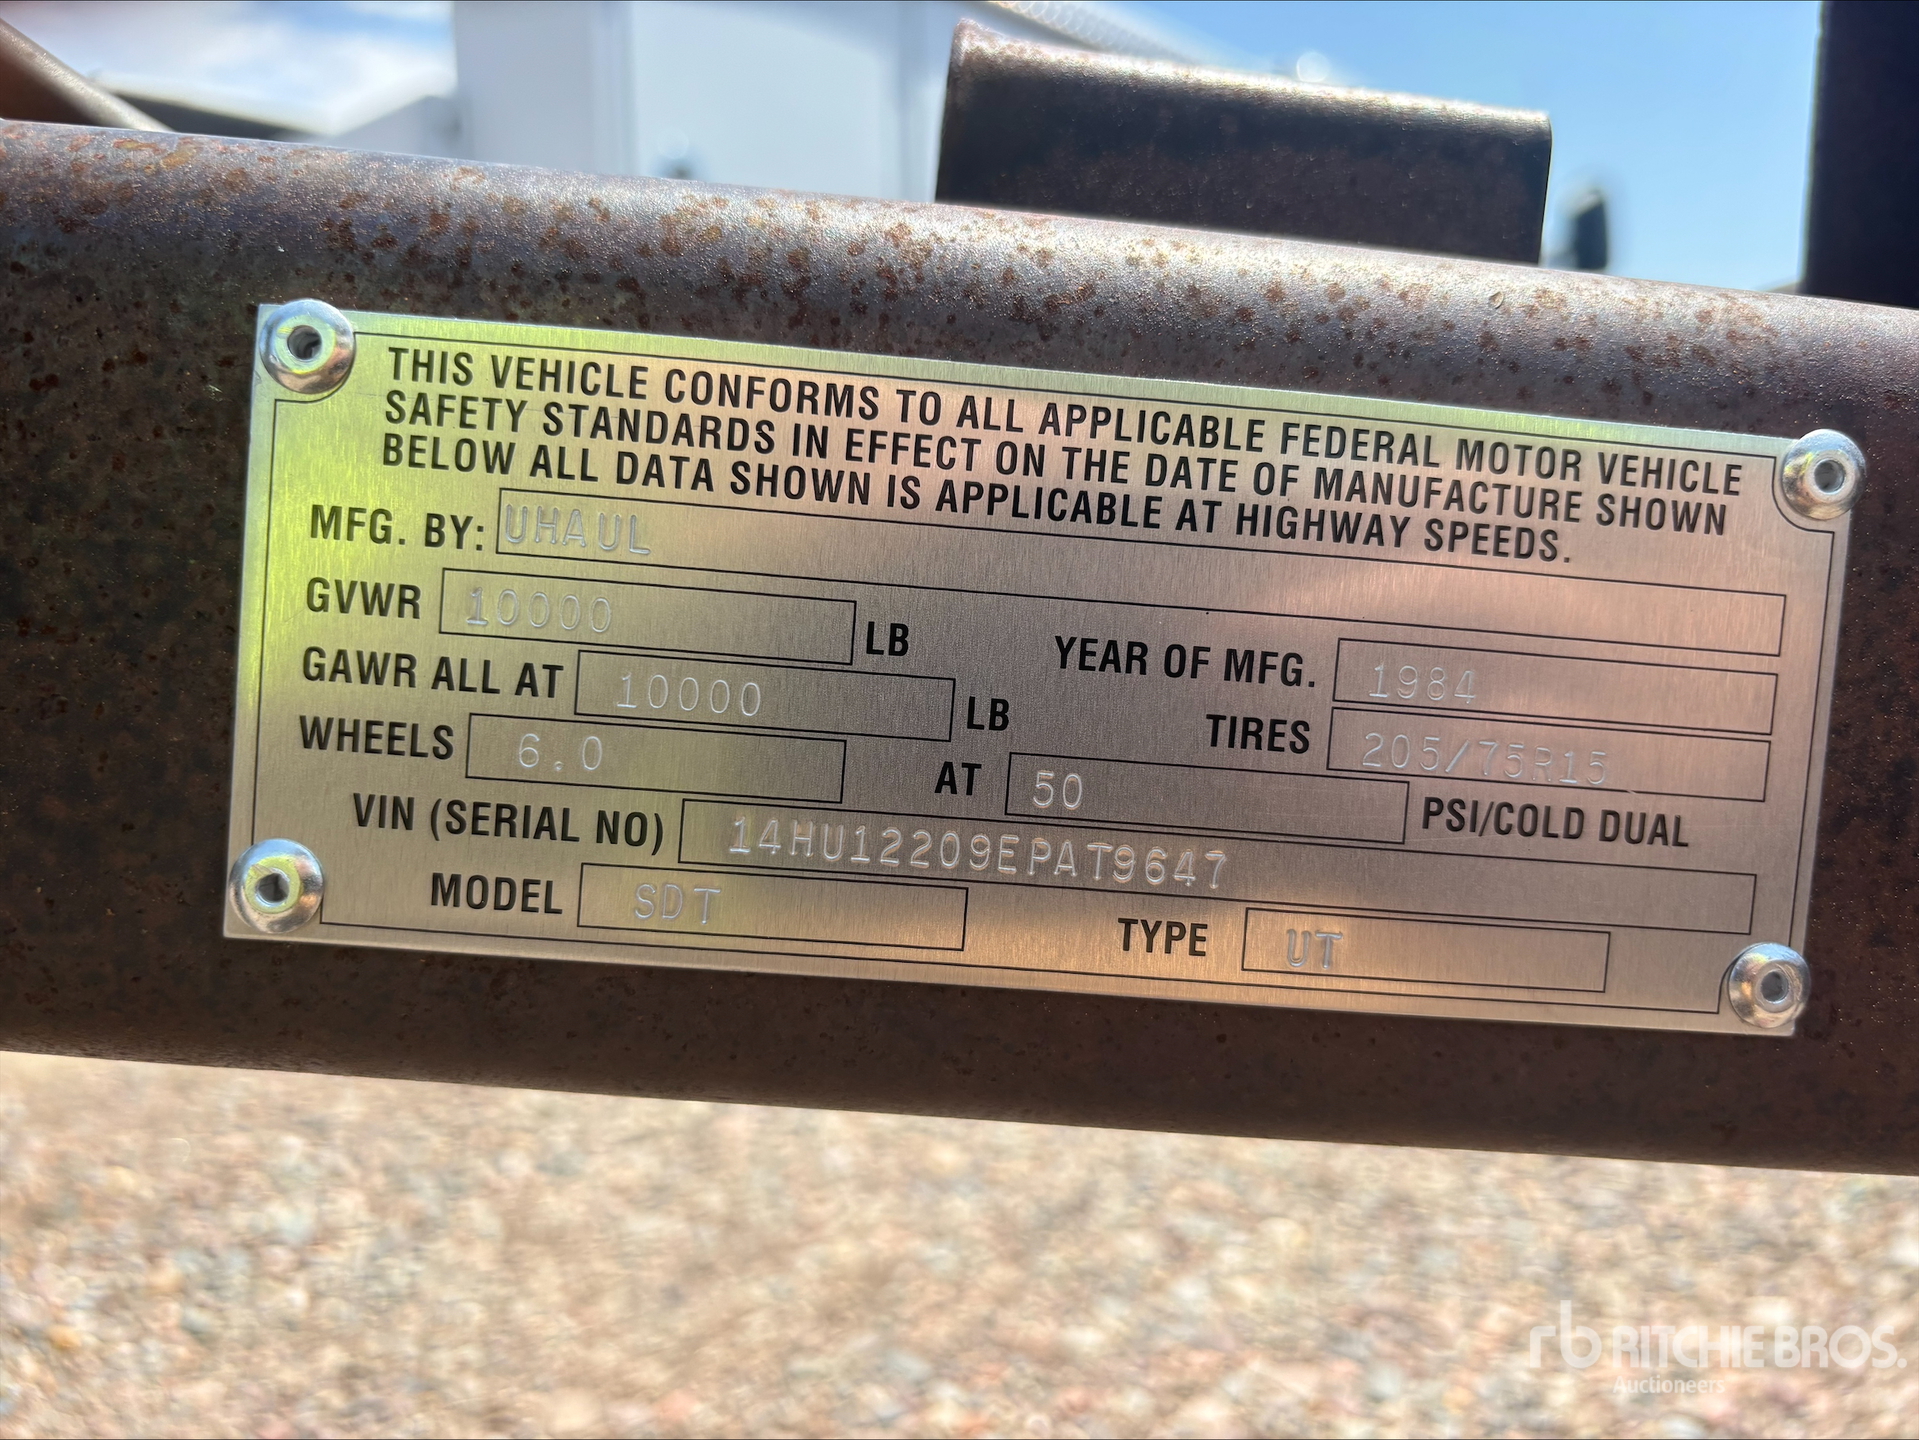 THIS VEHICLE CONFORMS TO ALL APPLICABLE FEDERAL MOTOR VEHICLE
SAFETY STANDARDS IN EFFECT ON THE DATE OF MANUFACTURE SHOWN
BELOW ALL DATA SHOWN IS APPLICABLE AT HIGHWAY SPEEDS.
MFG. BY: UHAUL
GVWR 10000 LB YEAR OF MFG. 1984
GAWR ALL AT 10000 LB TIRES 205/75R15
WHEELS 6.0 AT 50 PSI/COLD DUAL
VIN (SERIAL NO) 14HU12209EPAT9647
MODEL SDT TYPE UT
rb RITCHIE BROS.
Auctioneers